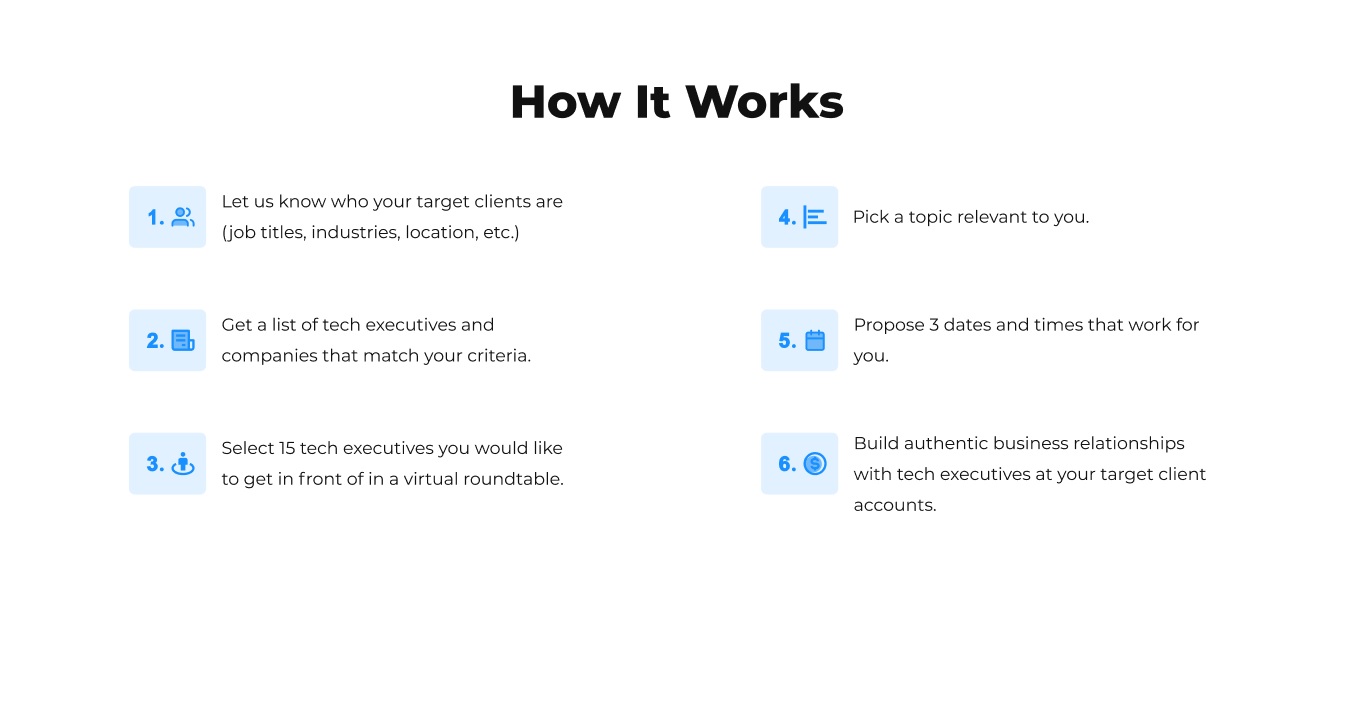 How It Works
1.
Let us know who your target clients are
(job titles, industries, location, etc.)
2.
Get a list of tech executives and
companies that match your criteria.
3.
Select 15 tech executives you would like
to get in front of in a virtual roundtable.
4.
Pick a topic relevant to you.
5.
Propose 3 dates and times that work for
you.
6.
Build authentic business relationships
with tech executives at your target client
accounts.